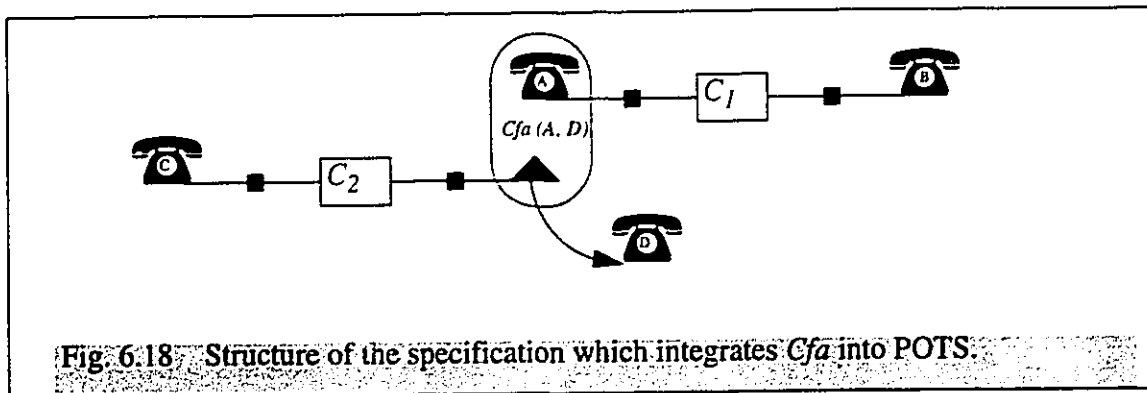 A
C1
B
Cfa (A, D)
C
C2
D
Fig. 6.18 Structure of the specification which integrates Cfa into POTS.